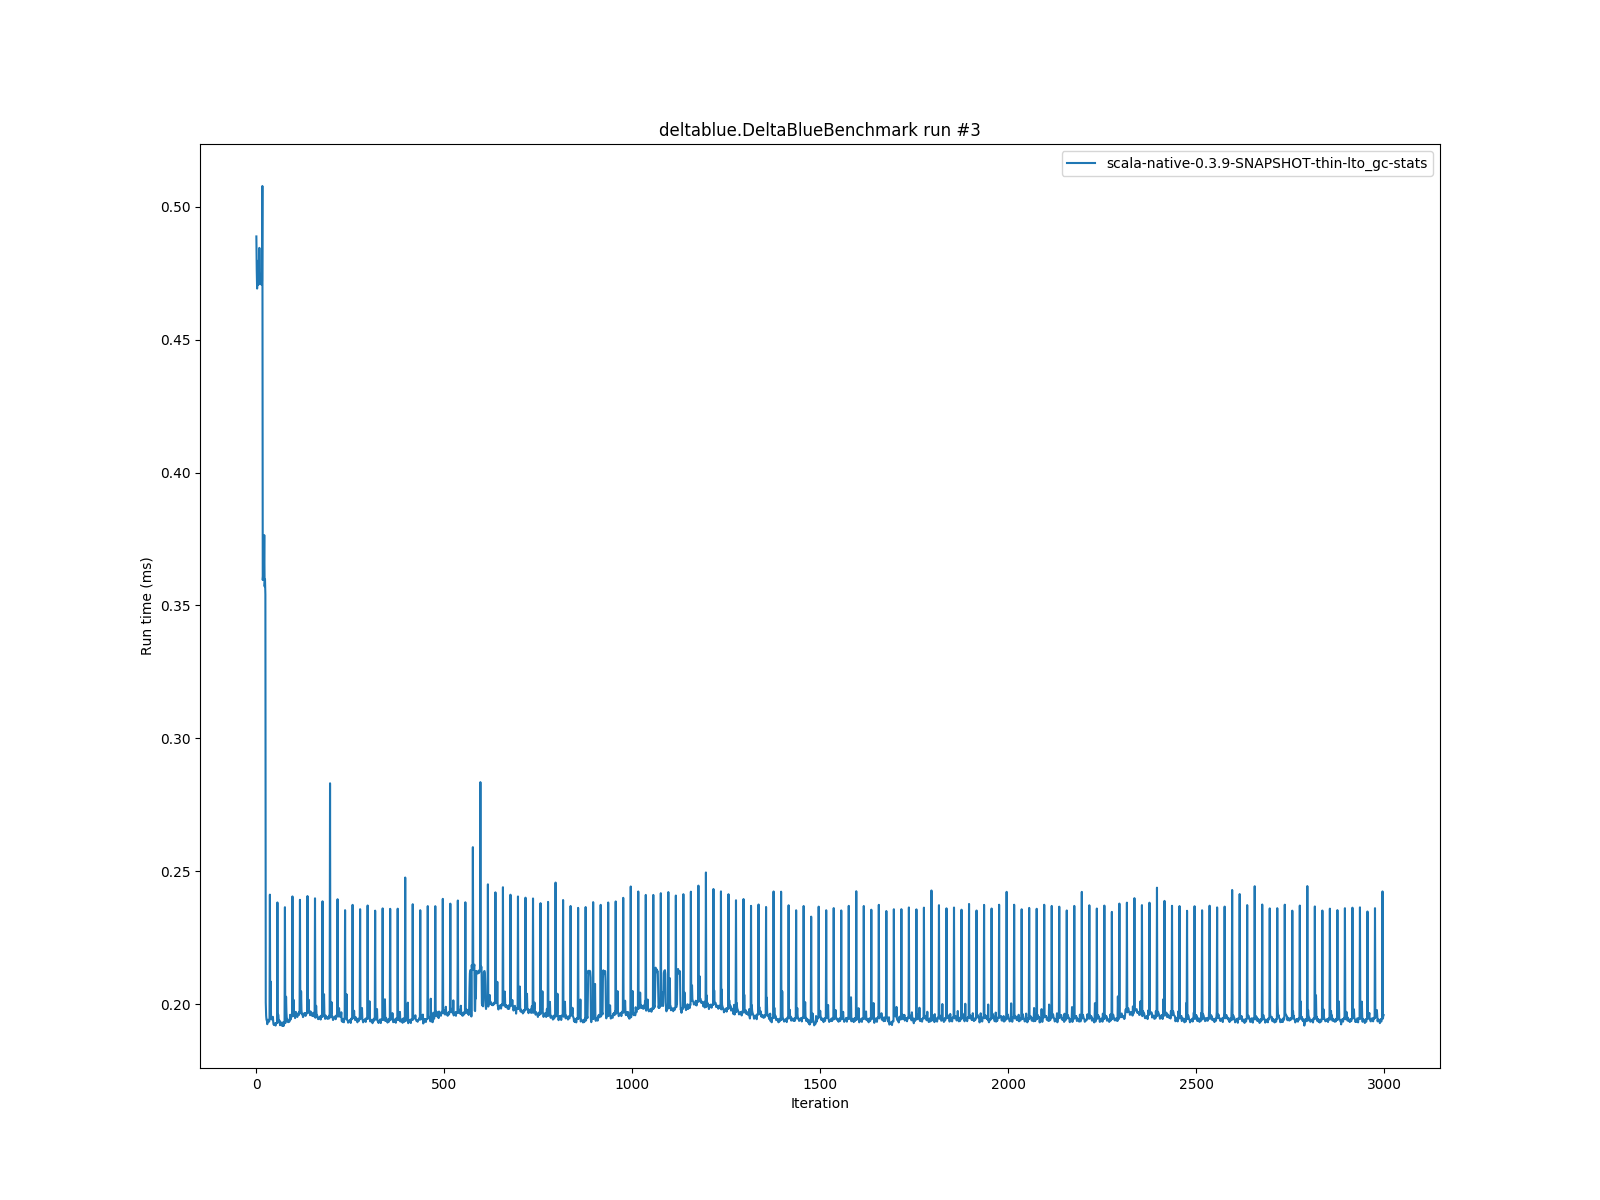 deltablue.DeltaBlueBenchmark run #3
scala-native-0.3.9-SNAPSHOT-thin-lto_gc-stats
0.50
0.45
0.40
0.35
0.30
0.25
0.20
Run time (ms)
0 500 1000 1500 2000 2500 3000
Iteration